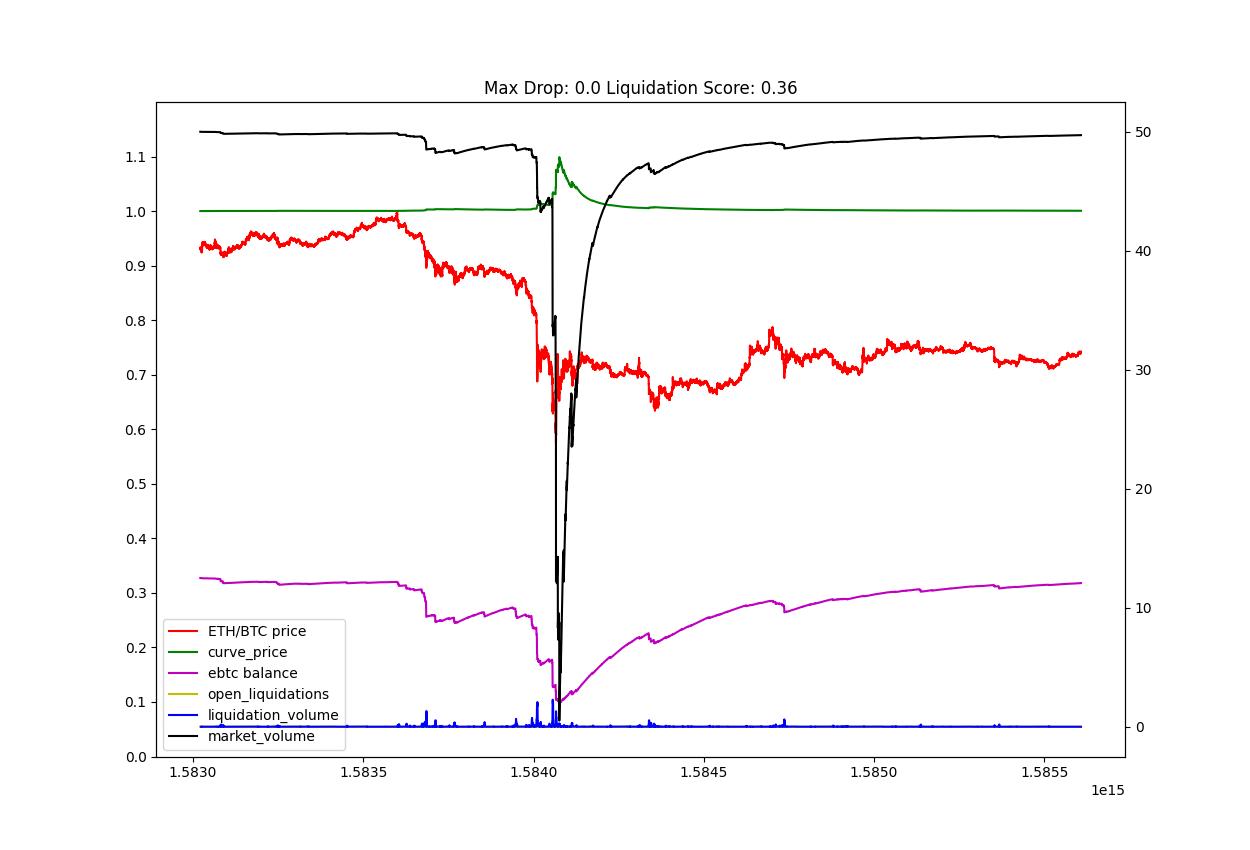 Max Drop: 0.0 Liquidation Score: 0.36
1.1
1.0
0.9
0.8
0.7
0.6
0.5
0.4
0.3
0.2
0.1
0.0
50
40
30
20
10
0
ETH/BTC price
curve_price
ebtc balance
open_liquidations
liquidation_volume
market_volume
1.5830 1.5835 1.5840 1.5845 1.5850 1.5855
1e15